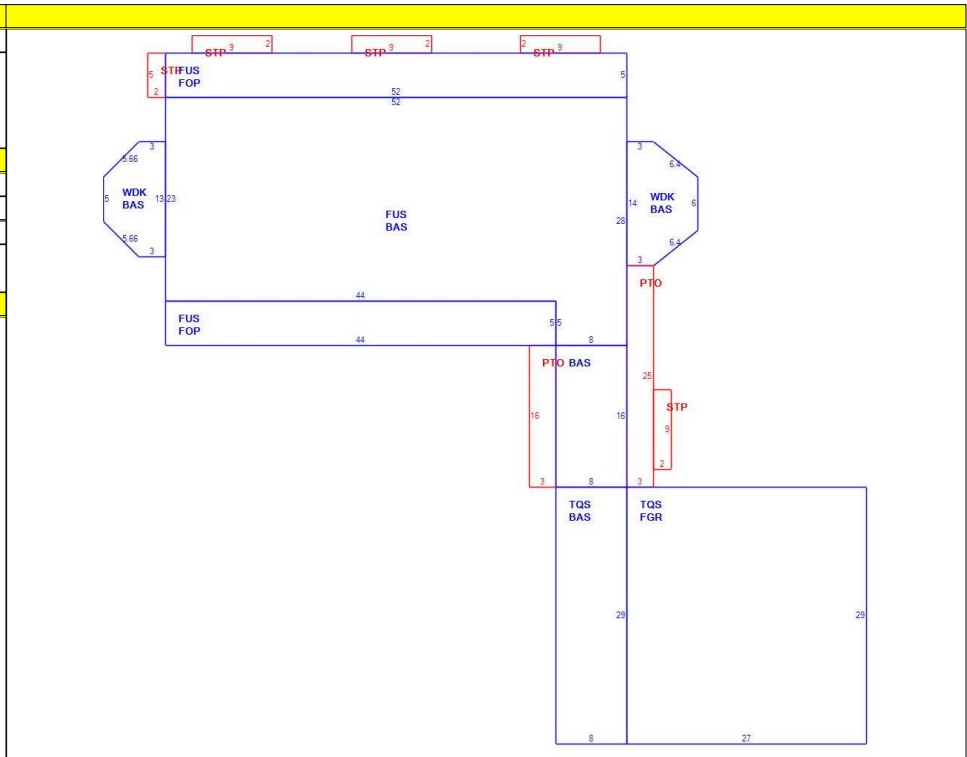 9 2
9 2
2 9
STP STP STP
5 STP FUS 5
FOP
2 52
52
3 3
5.66 6.4
5 WDK 13 23 14 WDK 6
BAS BAS
FUS 28
BAS
5.66 6.4
3 3
PTO
44
FUS 5 5
FOP
44 8
PTO BAS
25
STP
16 16
9
2
3 8 3
TQS TQS
BAS FGR
29 29
8 27